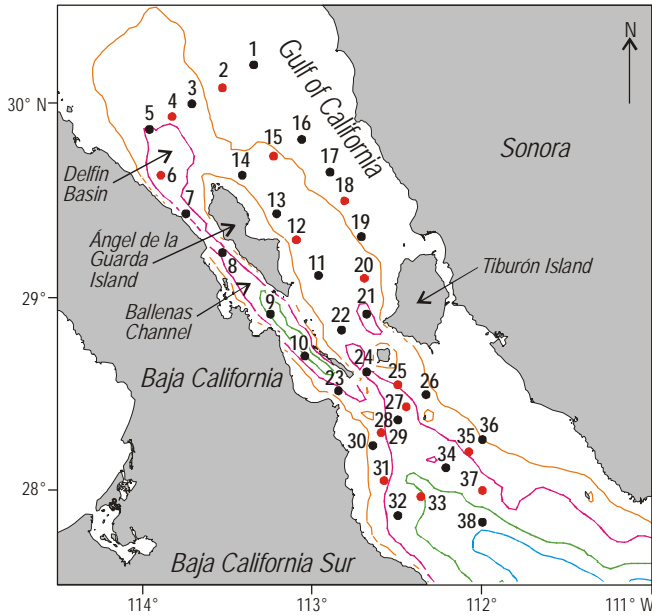 N
Gulf of California
Sonora
30° N
29°
28°
1
2
3
4
5
6
7
8
9
10
11
12
13
14
15
16
17
18
19
20
21
22
23
24
25
26
27
28
29
30
31
32
33
34
35
36
37
38
Delfin
Basin
Ángel de la
Guarda
Island
Ballenas
Channel
Tiburón Island
Baja California
Baja California Sur
114°
113°
112°
111° W